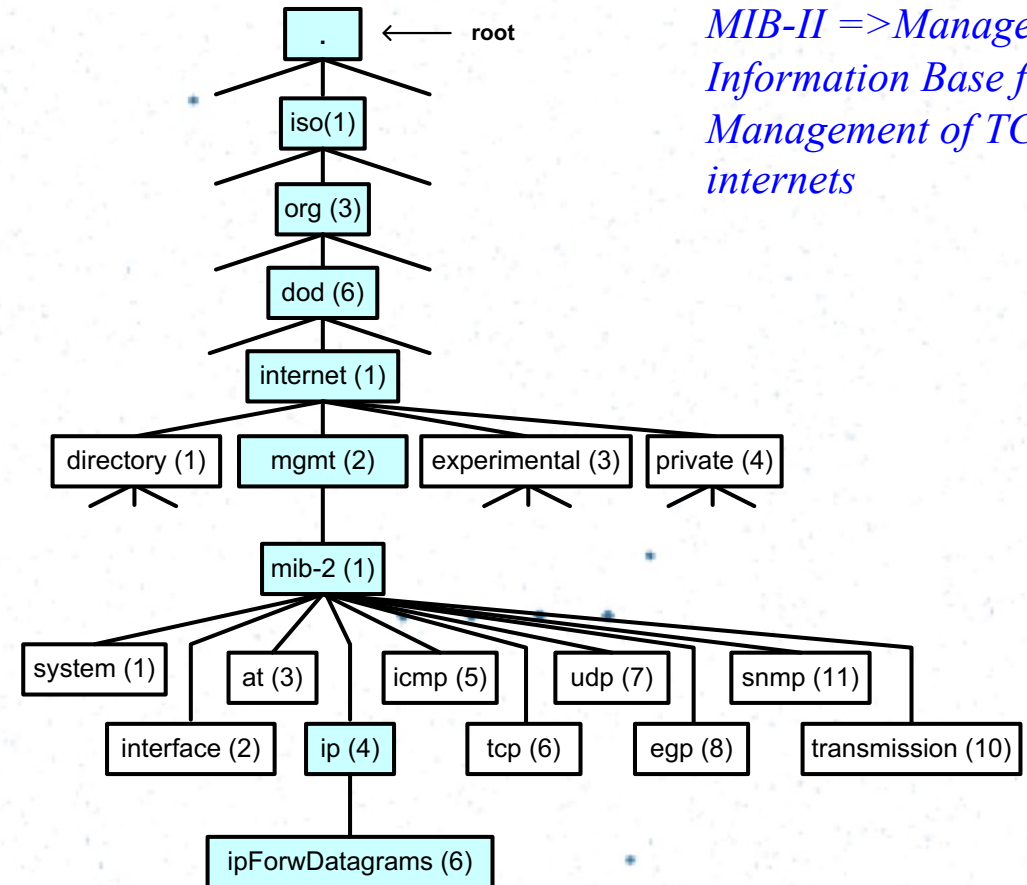 . root
MIB-II =>Manage
Information Base f
Management of TC
internets
iso(1)
org (3)
dod (6)
internet (1)
directory (1) mgmt (2) experimental (3) private (4)
mib-2 (1)
system (1) at (3) icmp (5) udp (7) snmp (11)
interface (2) ip (4) tcp (6) egp (8) transmission (10)
ipForwDatagrams (6)